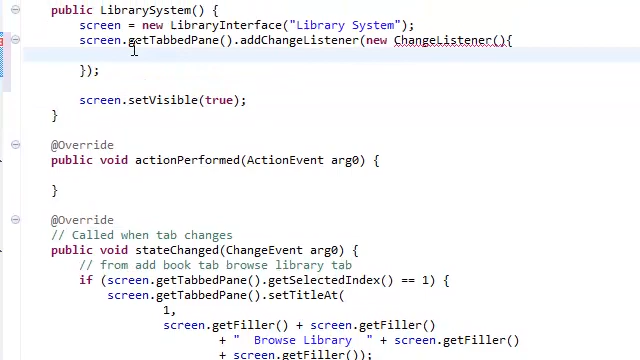 public LibrarySystem() {
screen = new LibraryInterface("Library System");
screen.getTabbedPane().addChangeListener(new ChangeListener(){
});
screen.setVisible(true);
}
@Override
public void actionPerformed(ActionEvent arg0) {
}
@Override
// Called when tab changes
public void stateChanged(ChangeEvent arg0) {
// from add book tab browse library tab
if (screen.getTabbedPane().getSelectedIndex() == 1) {
screen.getTabbedPane().setTitleAt(
1,
screen.getFiller() + screen.getFiller()
+ "  Browse Library  " + screen.getFiller()
+ screen.getFiller());